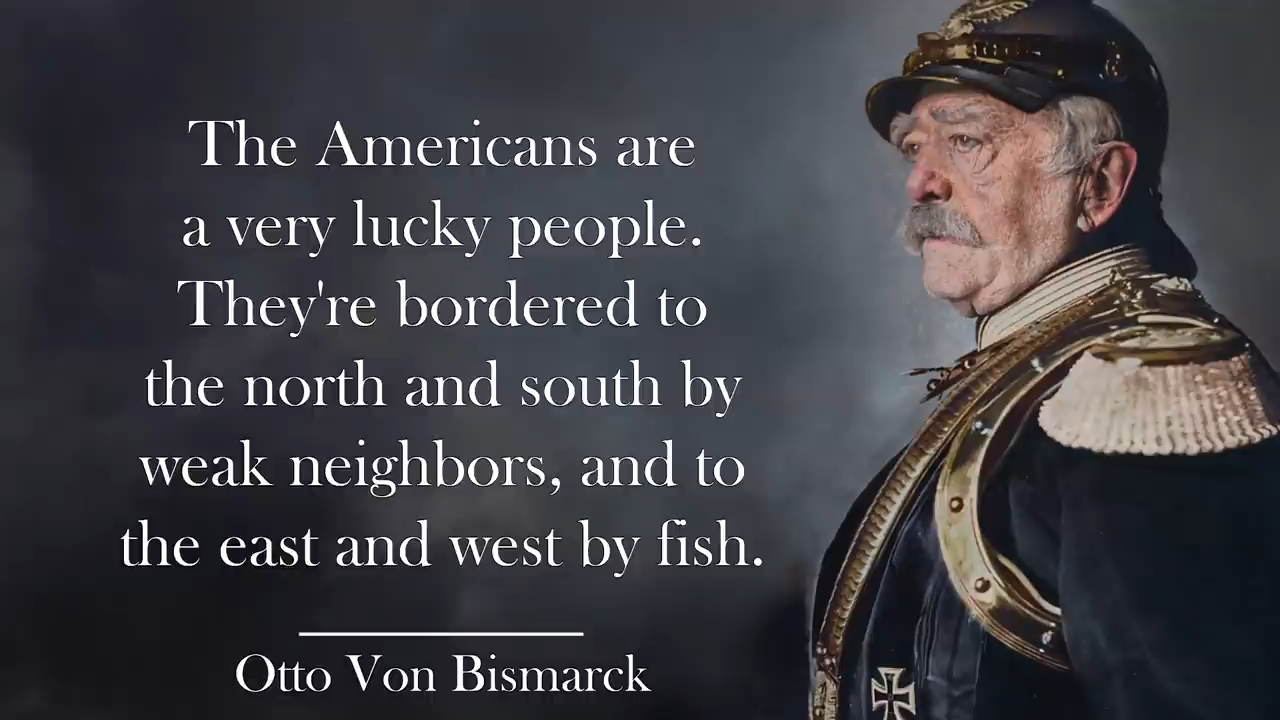 The Americans are
a very lucky people.
They're bordered to
the north and south by
weak neighbors, and to
the east and west by fish.
Otto Von Bismarck